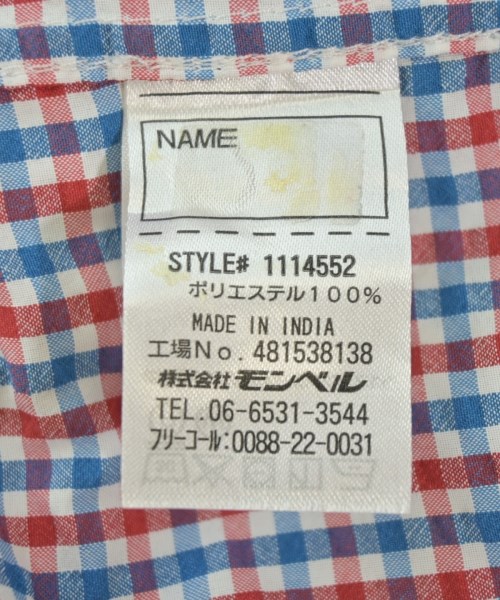 NAME
STYLE# 1114552
ポリエステル100%
MADE IN INDIA
工場No. 481538138
株式会社モンベル
TEL.06-6531-3544
フリーコール:0088-22-0031